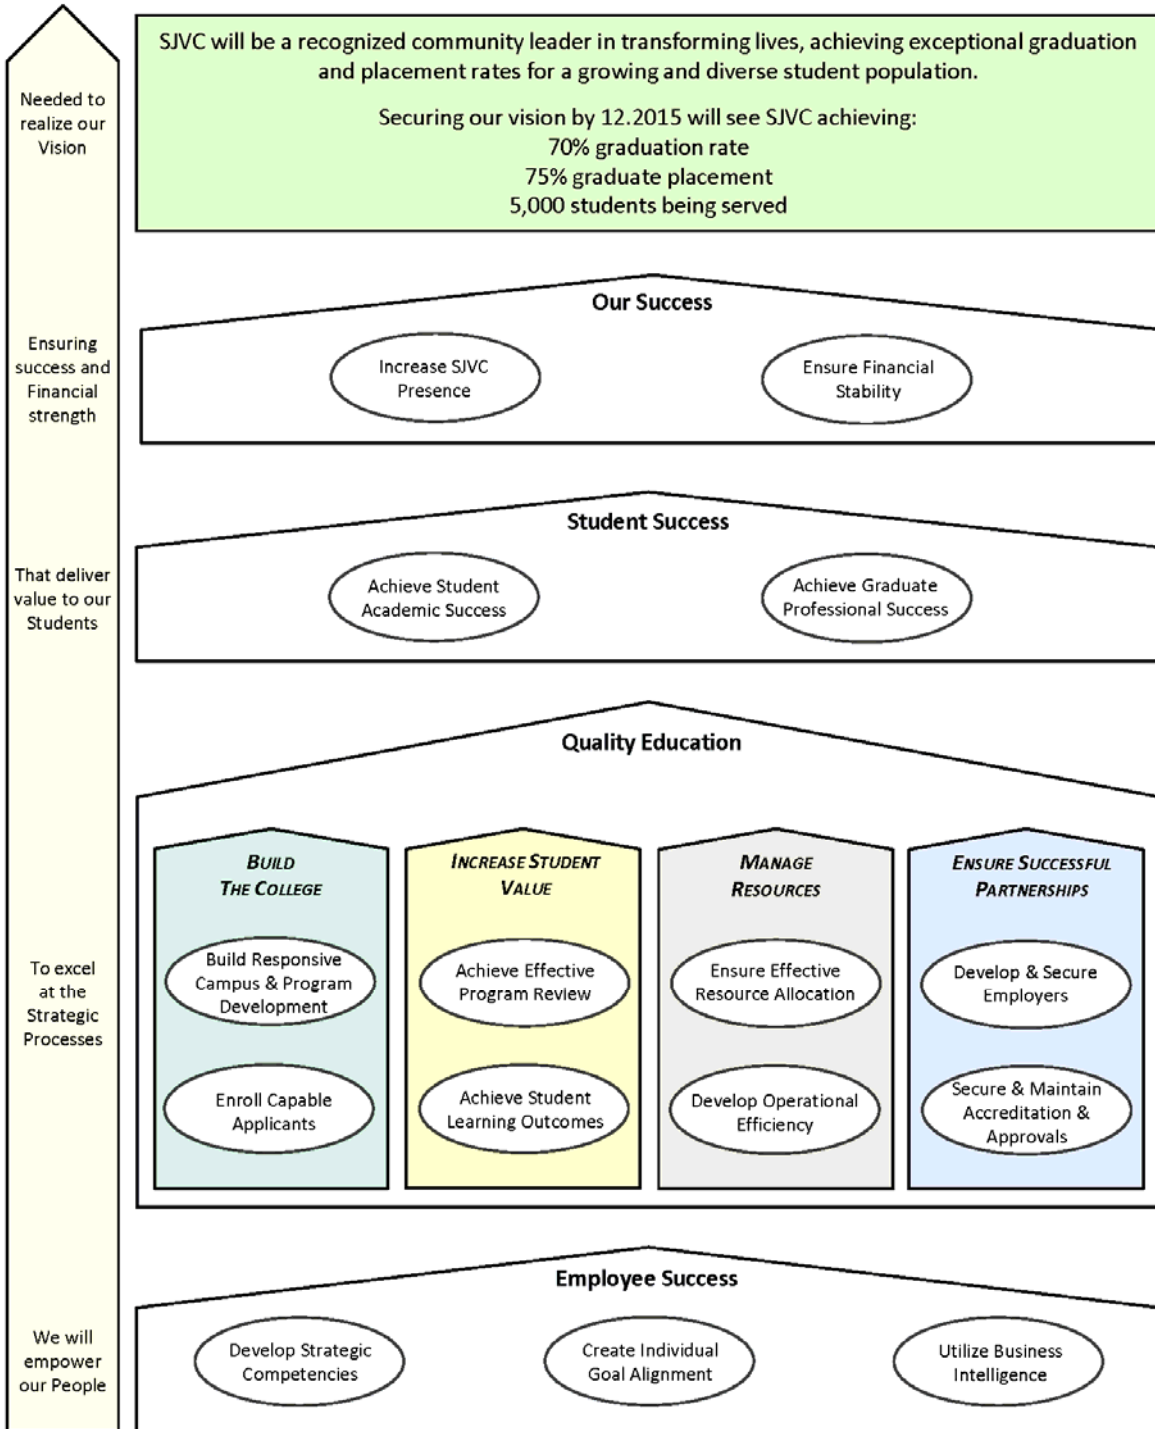 Needed to
realize our
Vision
SJVC will be a recognized community leader in transforming lives, achieving exceptional graduation
and placement rates for a growing and diverse student population.
Securing our vision by 12.2015 will see SJVC achieving:
70% graduation rate
75% graduate placement
5,000 students being served
Ensuring
success and
Financial
strength
Our Success
Increase SJVC
Presence
Ensure Financial
Stability
That deliver
value to our
Students
Student Success
Achieve Student
Academic Success
Achieve Graduate
Professional Success
To excel
at the
Strategic
Processes
Quality Education
BUILD
THE COLLEGE
Build Responsive
Campus & Program
Development
Enroll Capable
Applicants
INCREASE STUDENT
VALUE
Achieve Effective
Program Review
Achieve Student
Learning Outcomes
MANAGE
RESOURCES
Ensure Effective
Resource Allocation
Develop Operational
Efficiency
ENSURE SUCCESSFUL
PARTNERSHIPS
Develop & Secure
Employers
Secure & Maintain
Accreditation &
Approvals
We will
empower
our People
Employee Success
Develop Strategic
Competencies
Create Individual
Goal Alignment
Utilize Business
Intelligence